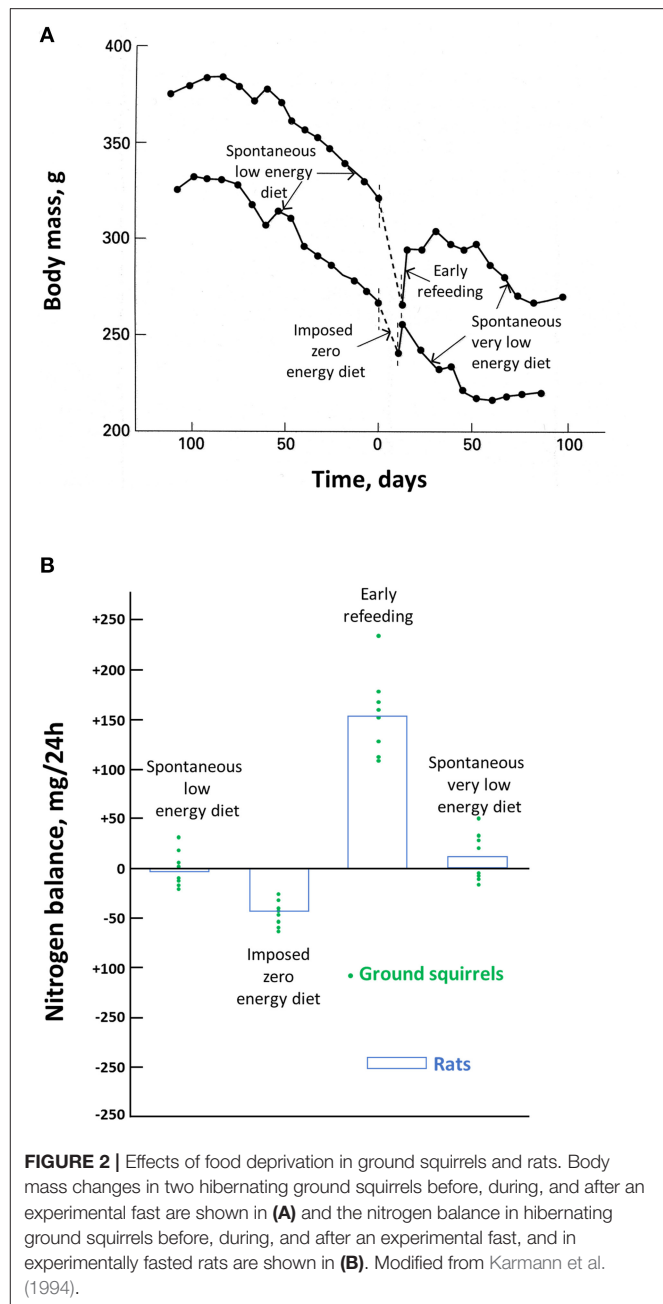 A
400
350
300
250
200
Body mass, g
Spontaneous
low energy
diet
Early
refeeding
Imposed
zero
energy diet
Spontaneous
very low
energy diet
100
50
0
50
100
Time, days
B
Early
refeeding
+250
+200
+150
+100
+50
0
-50
+100
-250
-250
-250
Nitrogen balance, mg/24h
Spontaneous
low
energy diet
Spontaneous
very low
energy diet
Imposed
zero
energy diet
Ground squirrels
Rats
FIGURE 2 | Effects of food deprivation in ground squirrels and rats. Body
mass changes in two hibernating ground squirrels before, during, and after an
experimental fast are shown in (A) and the nitrogen balance in hibernating
ground squirrels before, during, and after an experimental fast, and in
experimentally fasted rats are shown in (B). Modified from Karmann et al.
(1994).